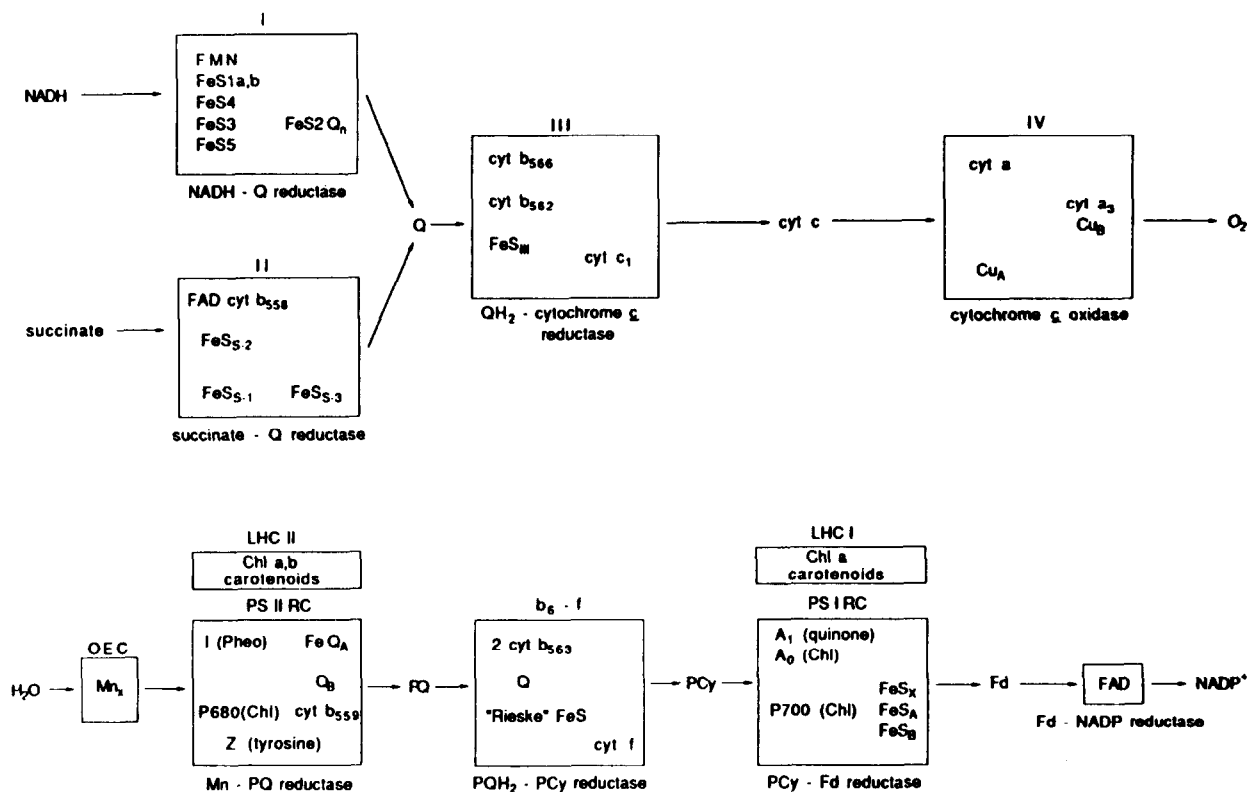 I
FMN
FeS1a,b
FeS4
FeS3 FeS2 Qn
FeS5
NADH
NADH - Q reductase
II
FAD cyt b558
FeSS-2
FeSS-1 FeSS-3
succinate
succinate - Q reductase
Q
III
cyt b566
cyt b562
FeSIII
cyt c1
QH2 - cytochrome c
reductase
cyt c
IV
cyt a
cyt a3
CuB
CuA
cytochrome c oxidase
O2
LHC II
Chl a,b
carotenoids
PS II RC
OEC
H2O
Mnx
I (Pheo) Fe QA
QB
P680(Chl) cyt b559
Z (tyrosine)
Mn - PQ reductase
PQ
b6 - f
2 cyt b563
Q
"Rieske" FeS
cyt f
PQH2 - PCy reductase
PCy
LHC I
Chl a
carotenoids
PS I RC
A1 (quinone)
A0 (Chl)
FeSX
P700 (Chl) FeSA
FeSB
PCy - Fd reductase
Fd
FAD
Fd - NADP reductase
NADP+